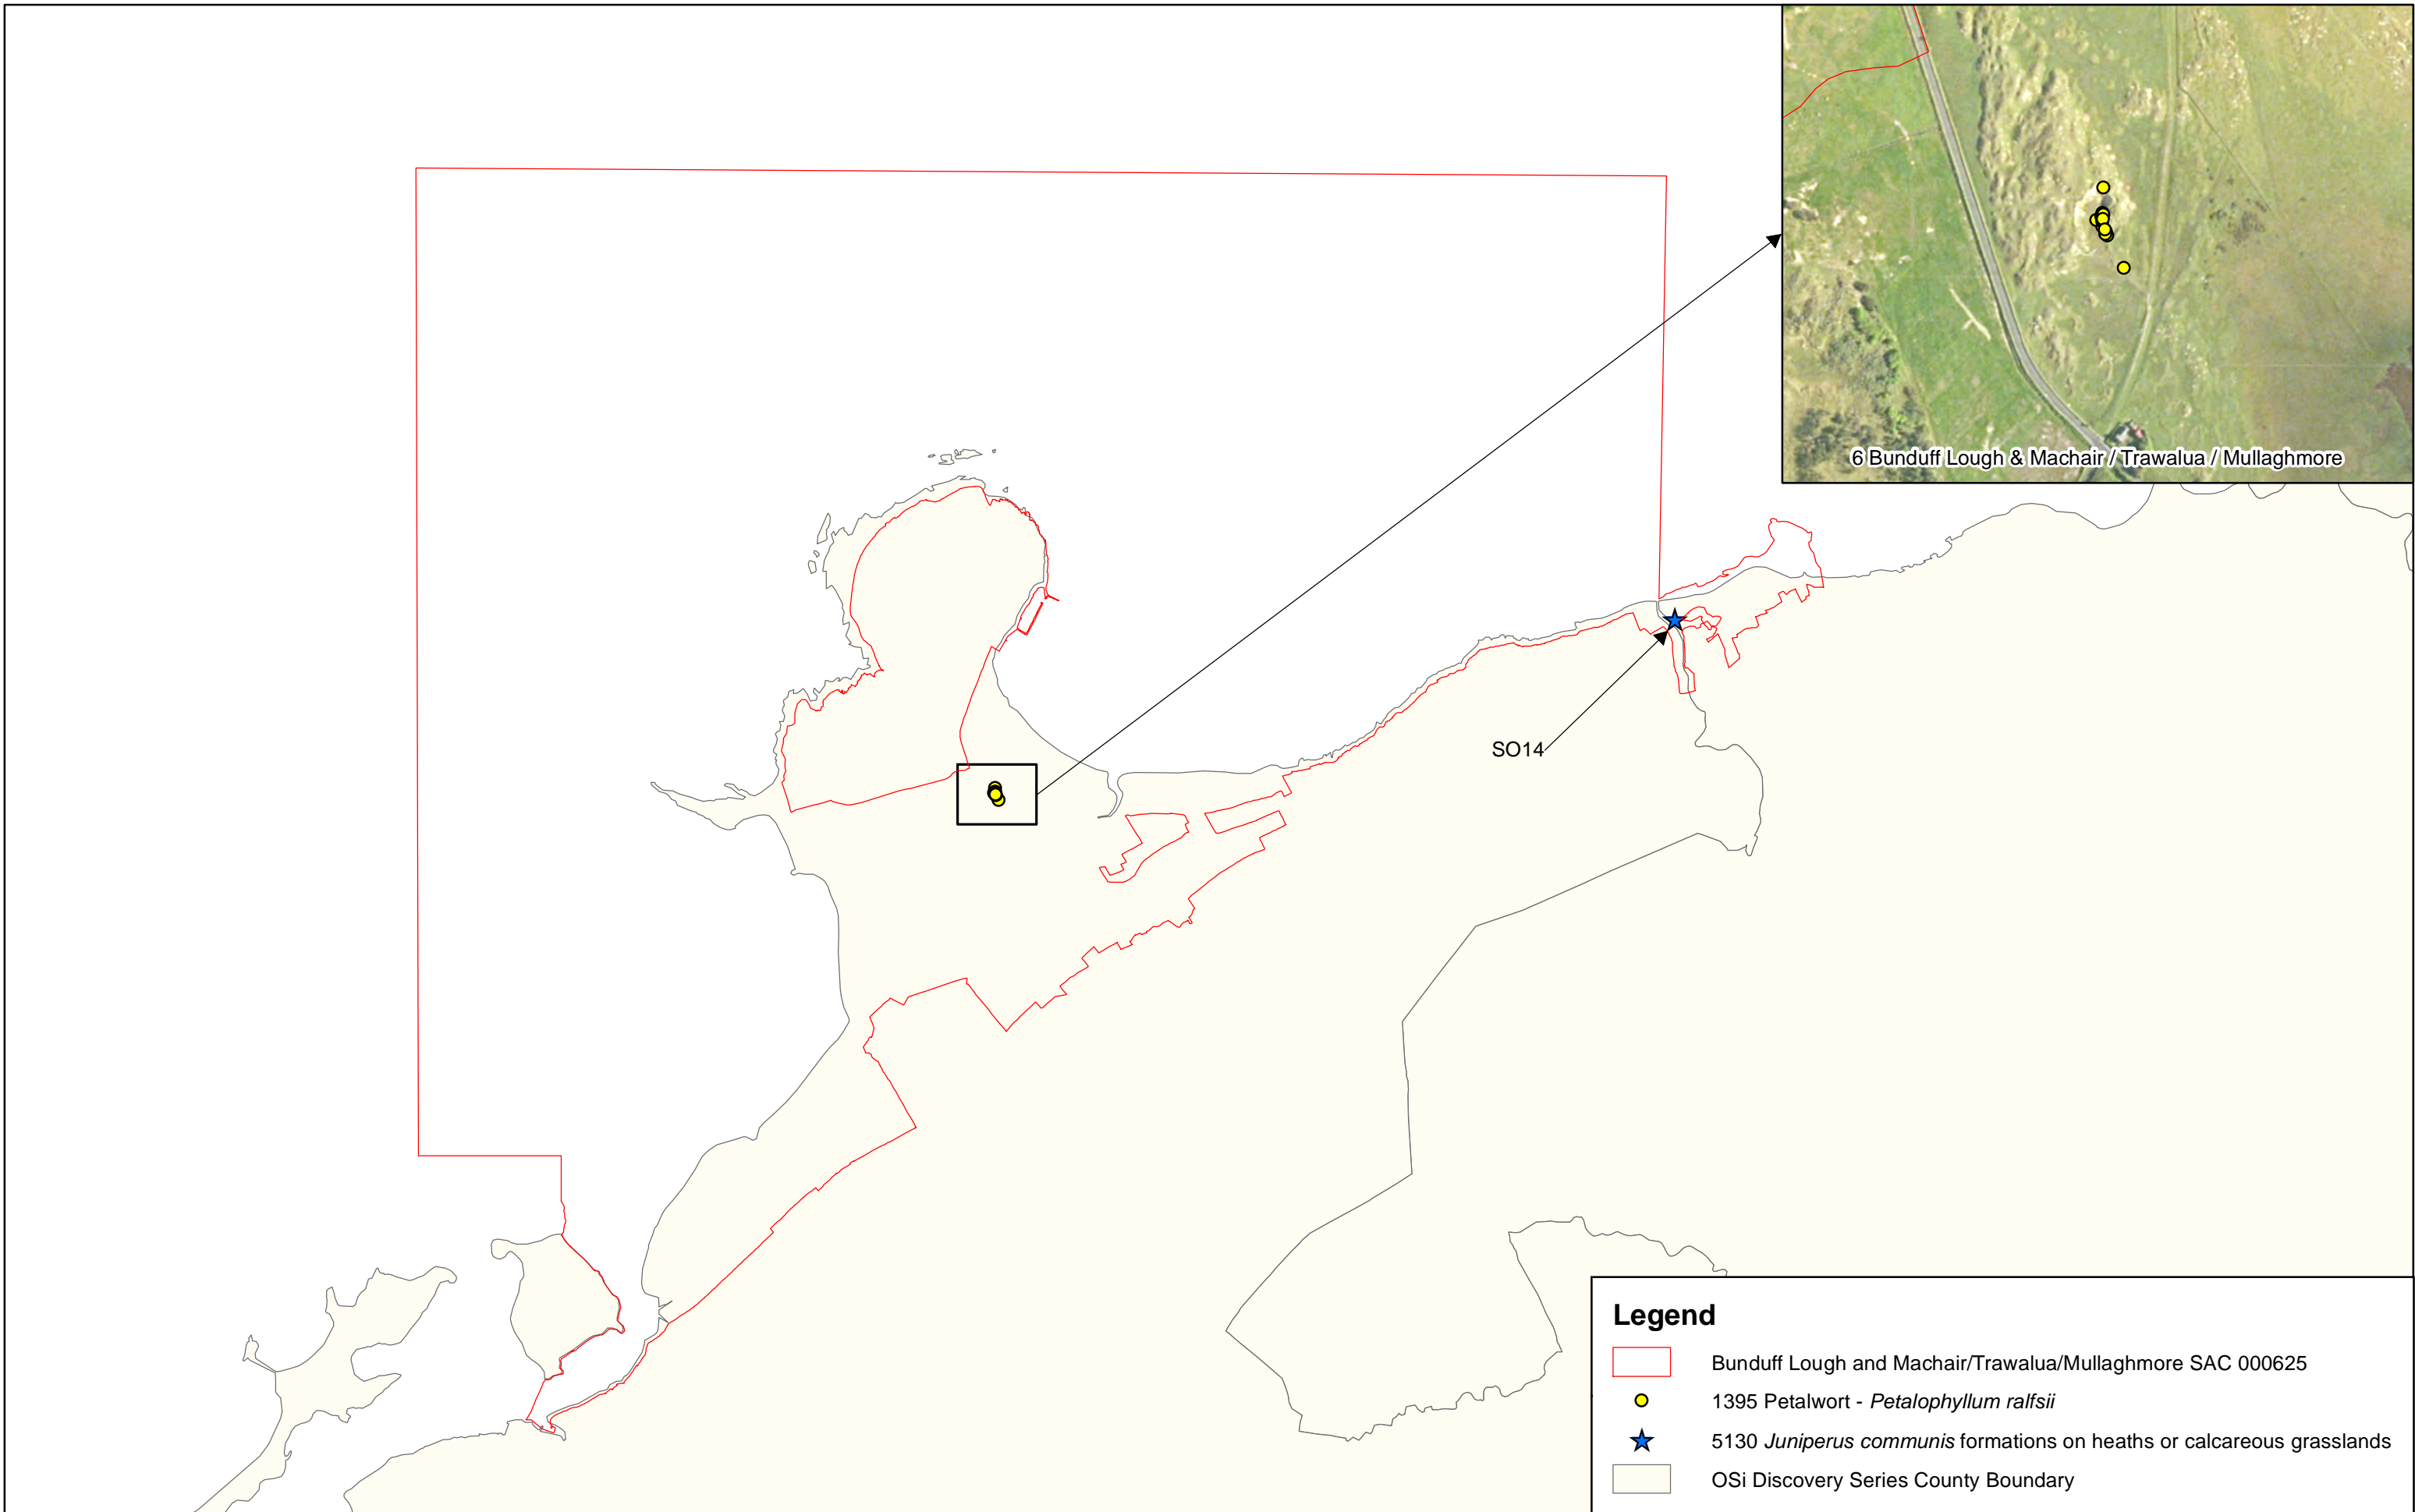 6 Bunduff Lough & Machair / Trawalua / Mullaghmore
SO14
Legend
Bunduff Lough and Machair/Trawalua/Mullaghmore SAC 000625
1395 Petalwort - Petalophyllum ralfsii
5130 Juniperus communis formations on heaths or calcareous grasslands
OSi Discovery Series County Boundary